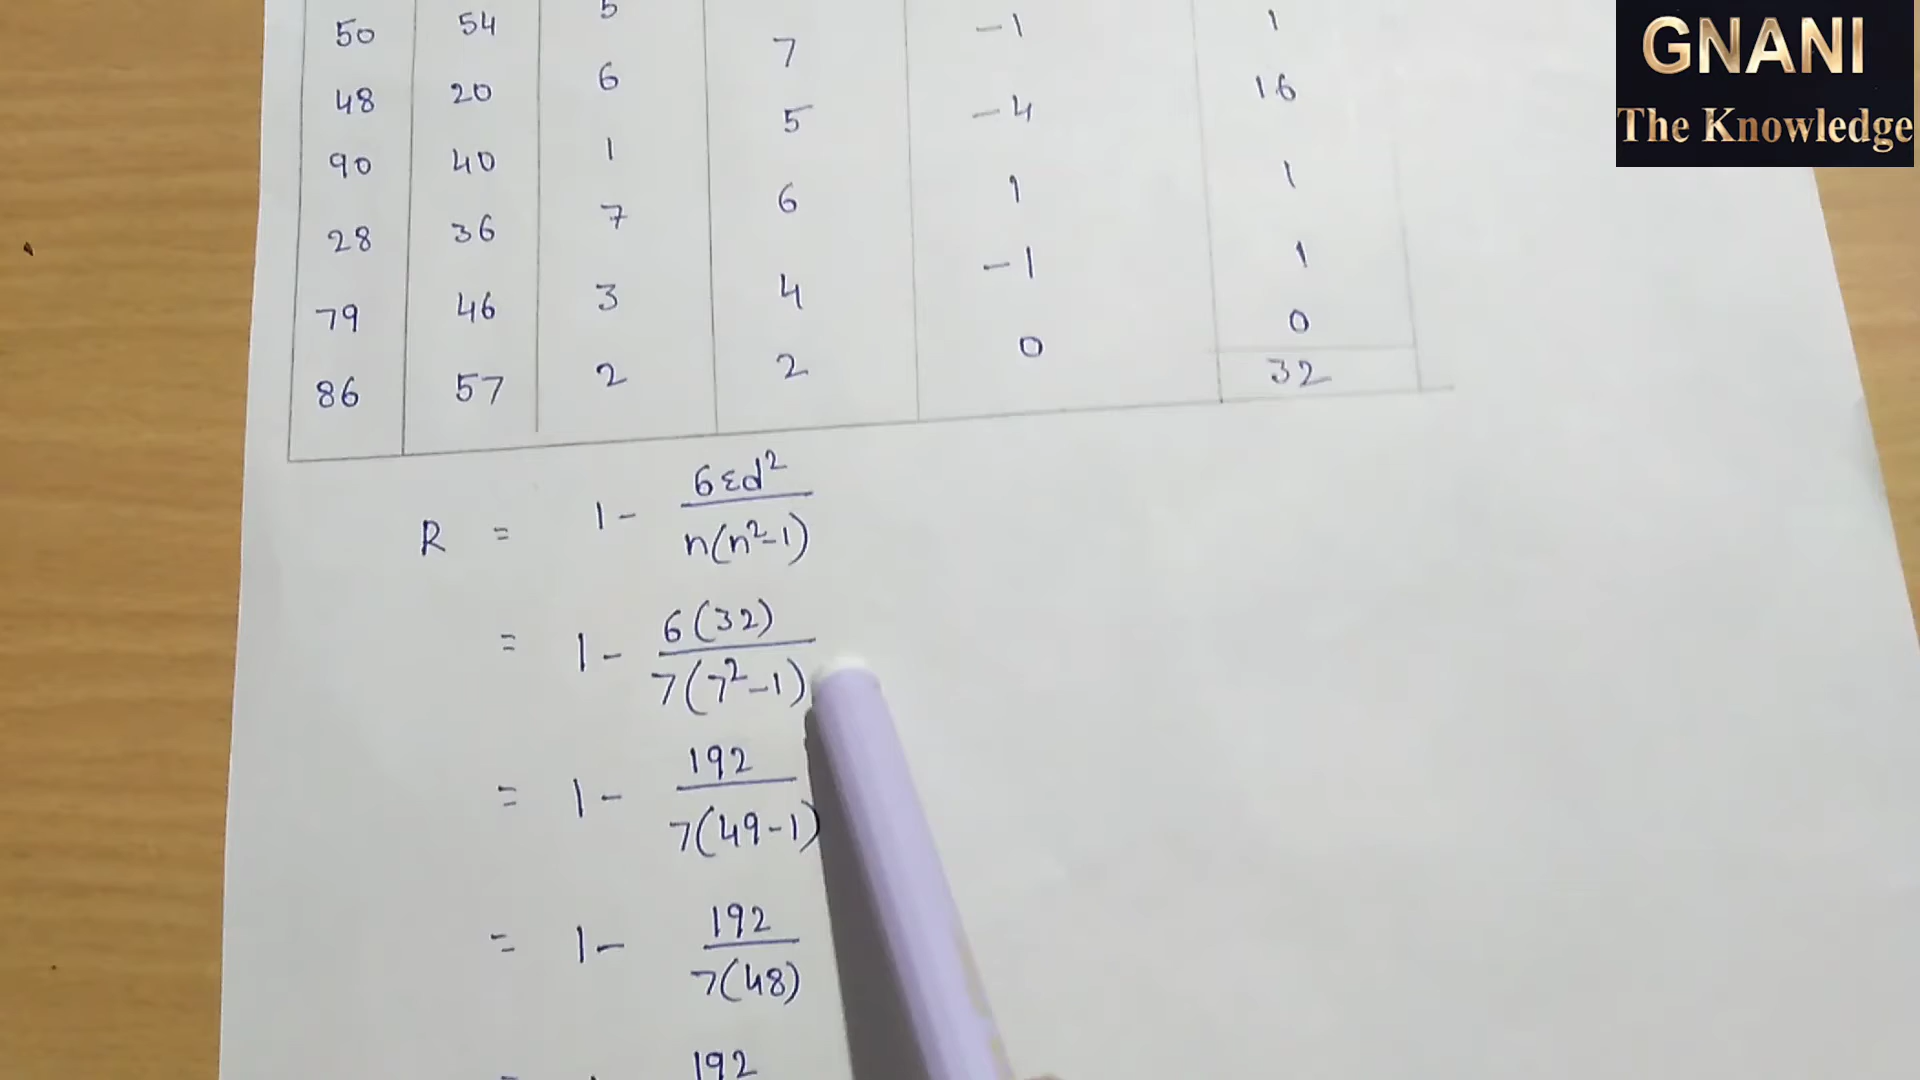 GNANI
The Knowledge
50 54 5 -1 1
48 20 6 7 -4 16
90 40 1 5 1 1
28 36 7 6 -1 1
79 46 3 4 0 0
86 57 2 2 32
R = 1 - 6Σd²/n(n²-1)
= 1 - 6(32)/7(7²-1)
= 1 - 192/7(49-1)
= 1 - 192/7(48)
192